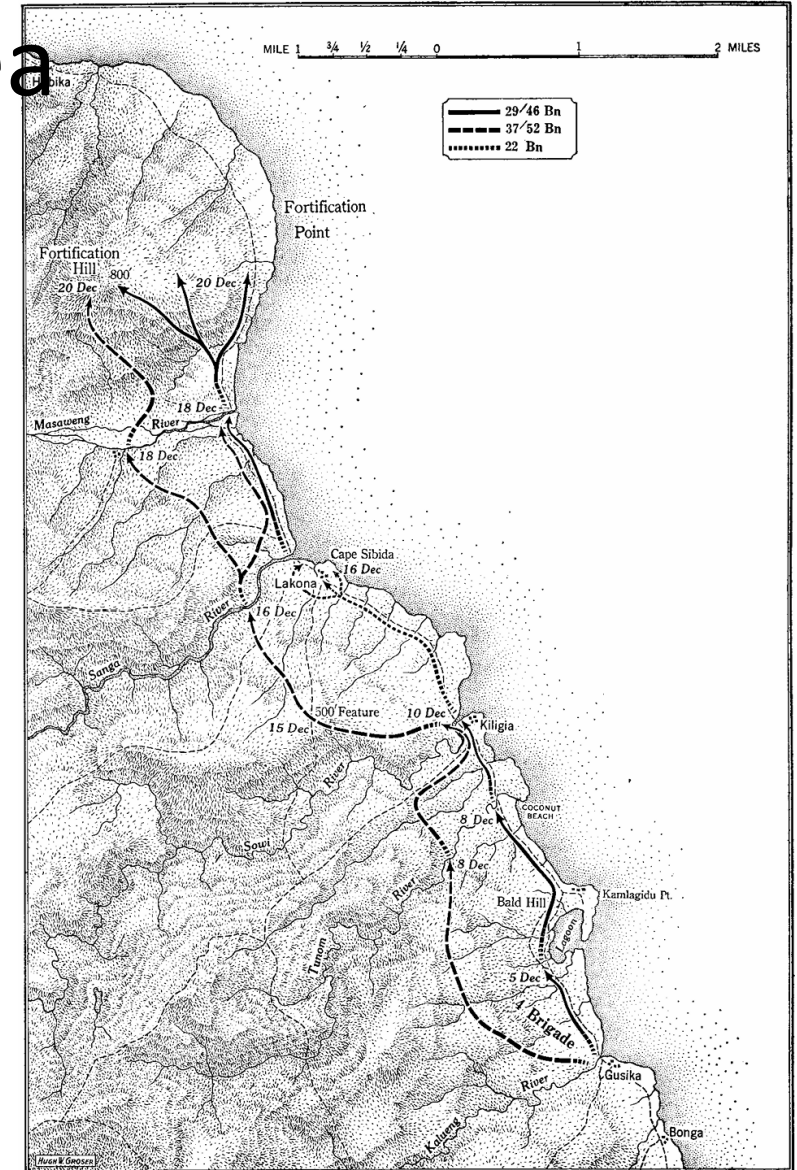 ea
MILE 1 ¾ ½ ¼ 0 1 2 MILES
29/46 Bn
37/52 Bn
22 Bn
Fortification
Point
Fortification
Hill
800
20 Dec
20 Dec
18 Dec
Masaweng River
18 Dec
Cape Sibida
16 Dec
Lakona
16 Dec
River
Sanga
500 Feature
10 Dec
15 Dec
Kiligia
River
COCONUT
BEACH
8 Dec
Sowi
8 Dec
River
Kamlagidu Pt.
Bald Hill
Lagoon
Tunom
5 Dec
4 Brigade
Gusika
River
Kalueng
Bonga
HUGH W. GROSER